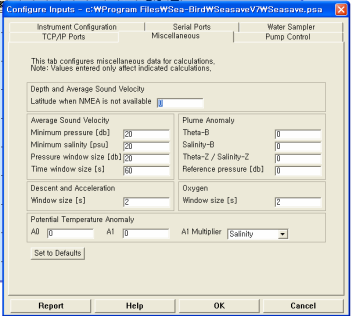 Configure Inputs - c:₩Program Files₩Sea-Bird₩SeasaveV7₩Seasave.psa
Instrument Configuration Serial Ports Water Sampler
TCP/IP Ports Miscellaneous Pump Control
This tab configures miscellaneous data for calculations.
Note: Values entered only affect indicated calculations.
Depth and Average Sound Velocity
Latitude when NMEA is not available 0
Average Sound Velocity
Minimum pressure [db] 20
Minimum salinity [psu] 20
Pressure window size [db] 20
Time window size [s] 60
Plume Anomaly
Theta-B 0
Salinity-B 0
Theta-Z / Salinity-Z 0
Reference pressure [db] 0
Descent and Acceleration
Window size [s] 2
Oxygen
Window size [s] 2
Potential Temperature Anomaly
A0 0 A1 0 A1 Multiplier Salinity
Set to Defaults
Report Help OK Cancel